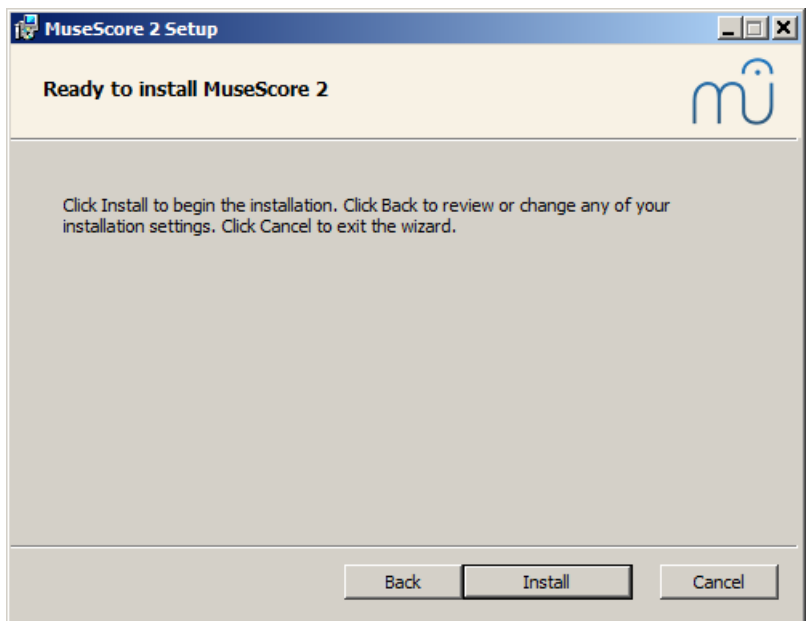 MuseScore 2 Setup
Ready to install MuseScore 2
Click Install to begin the installation. Click Back to review or change any of your
installation settings. Click Cancel to exit the wizard.
Back
Install
Cancel